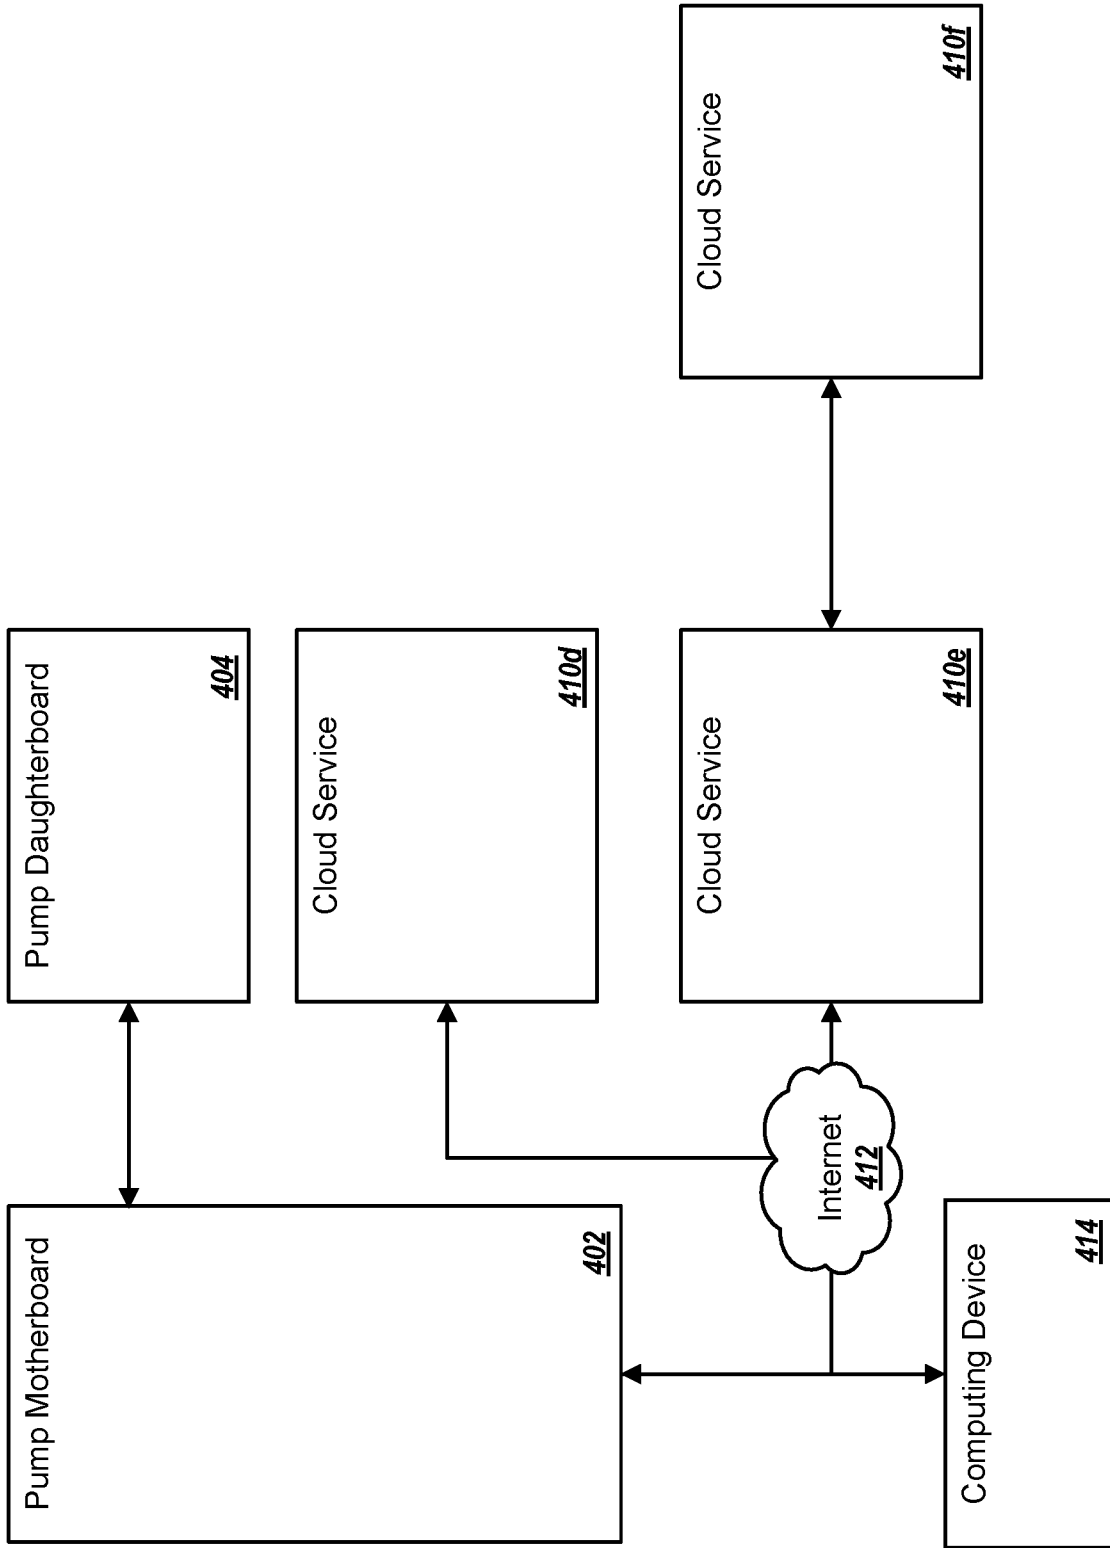 Pump Motherboard
402
Pump Daughterboard
404
Cloud Service
410d
Internet
412
Cloud Service
410e
Cloud Service
410f
Computing Device
414